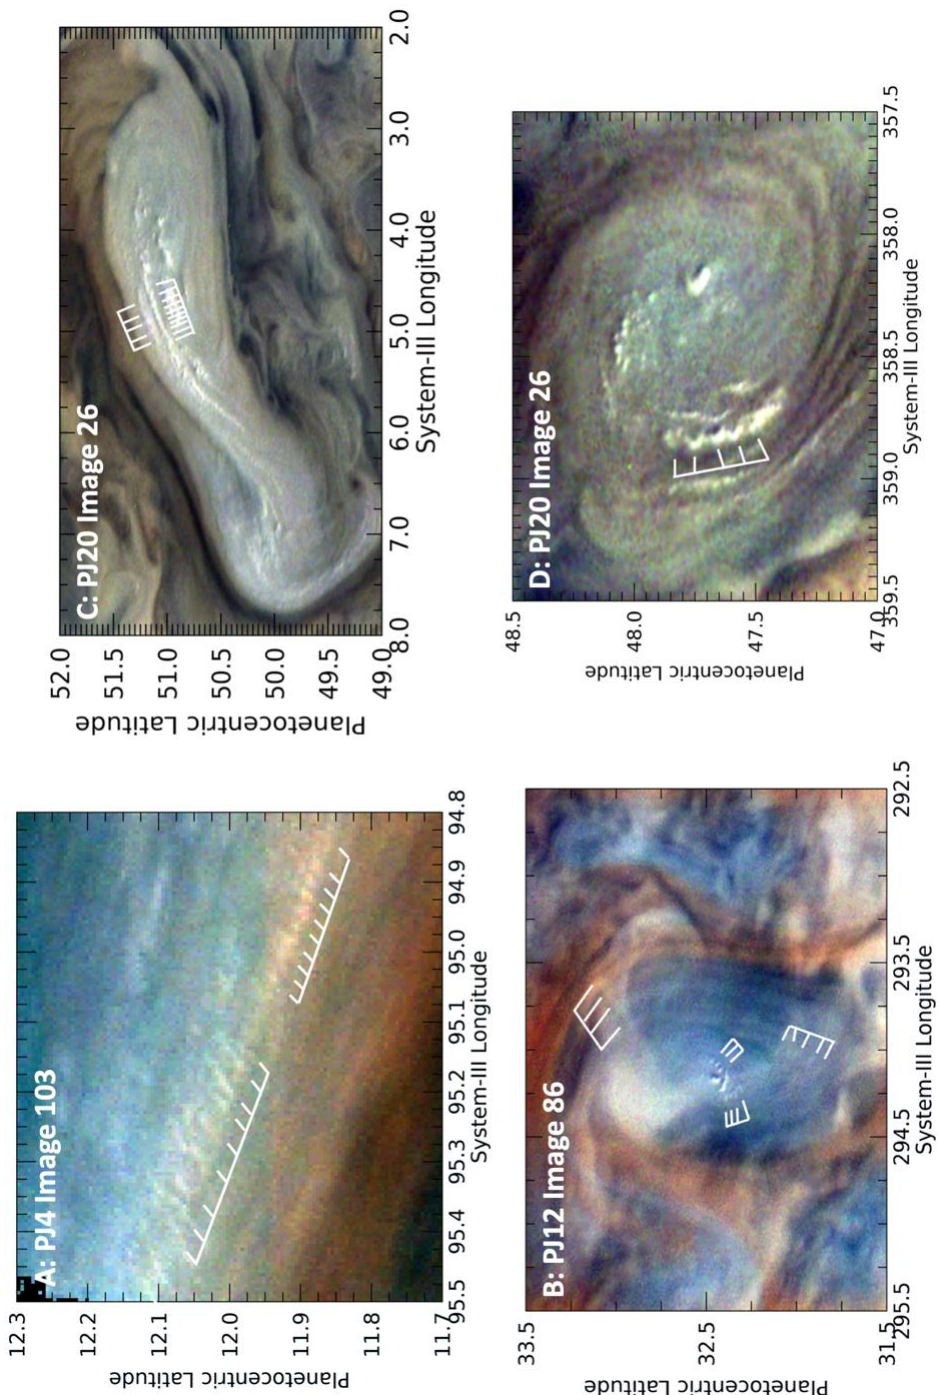 A: PJ4 Image 103
Planetocentric Latitude
12.3
12.2
12.1
12.0
11.9
11.8
11.7
95.5 95.4 95.3 95.2 95.1 95.0 94.9 94.8
System-III Longitude
C: PJ20 Image 26
Planetocentric Latitude
52.0
51.5
51.0
50.5
50.0
49.5
49.0
8.0 7.0 6.0 5.0 4.0 3.0 2.0
System-III Longitude
B: PJ12 Image 86
Planetocentric Latitude
33.5
32.5
31.5
295.5 294.5 293.5 292.5
System-III Longitude
D: PJ20 Image 26
Planetocentric Latitude
48.5
48.0
47.5
47.0
359.5 359.0 358.5 358.0 357.5
System-III Longitude